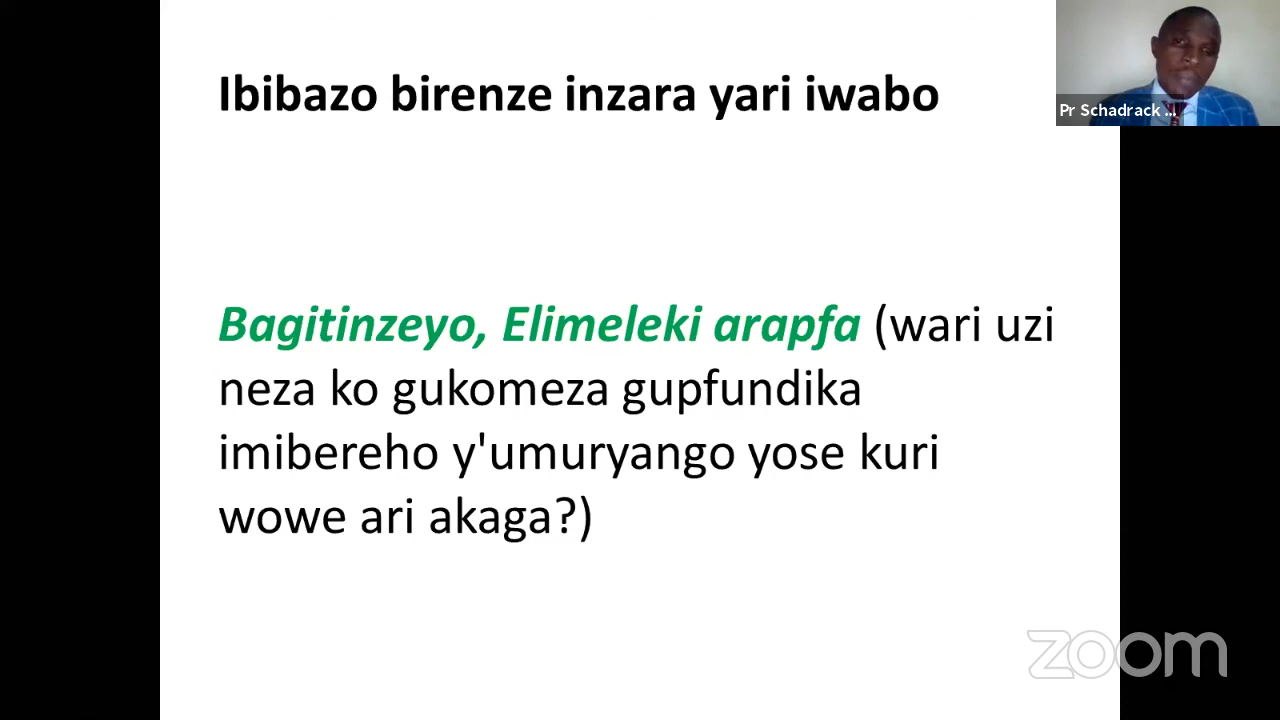 Ibibazo birenze inzara yari iwabo
Pr Schadrack ...
Bagitinzeyo, Elimeleki arapfa (wari uzi
neza ko gukomeza gupfundika
imibereho y'umuryango yose kuri
wowe ari akaga?)
zoom